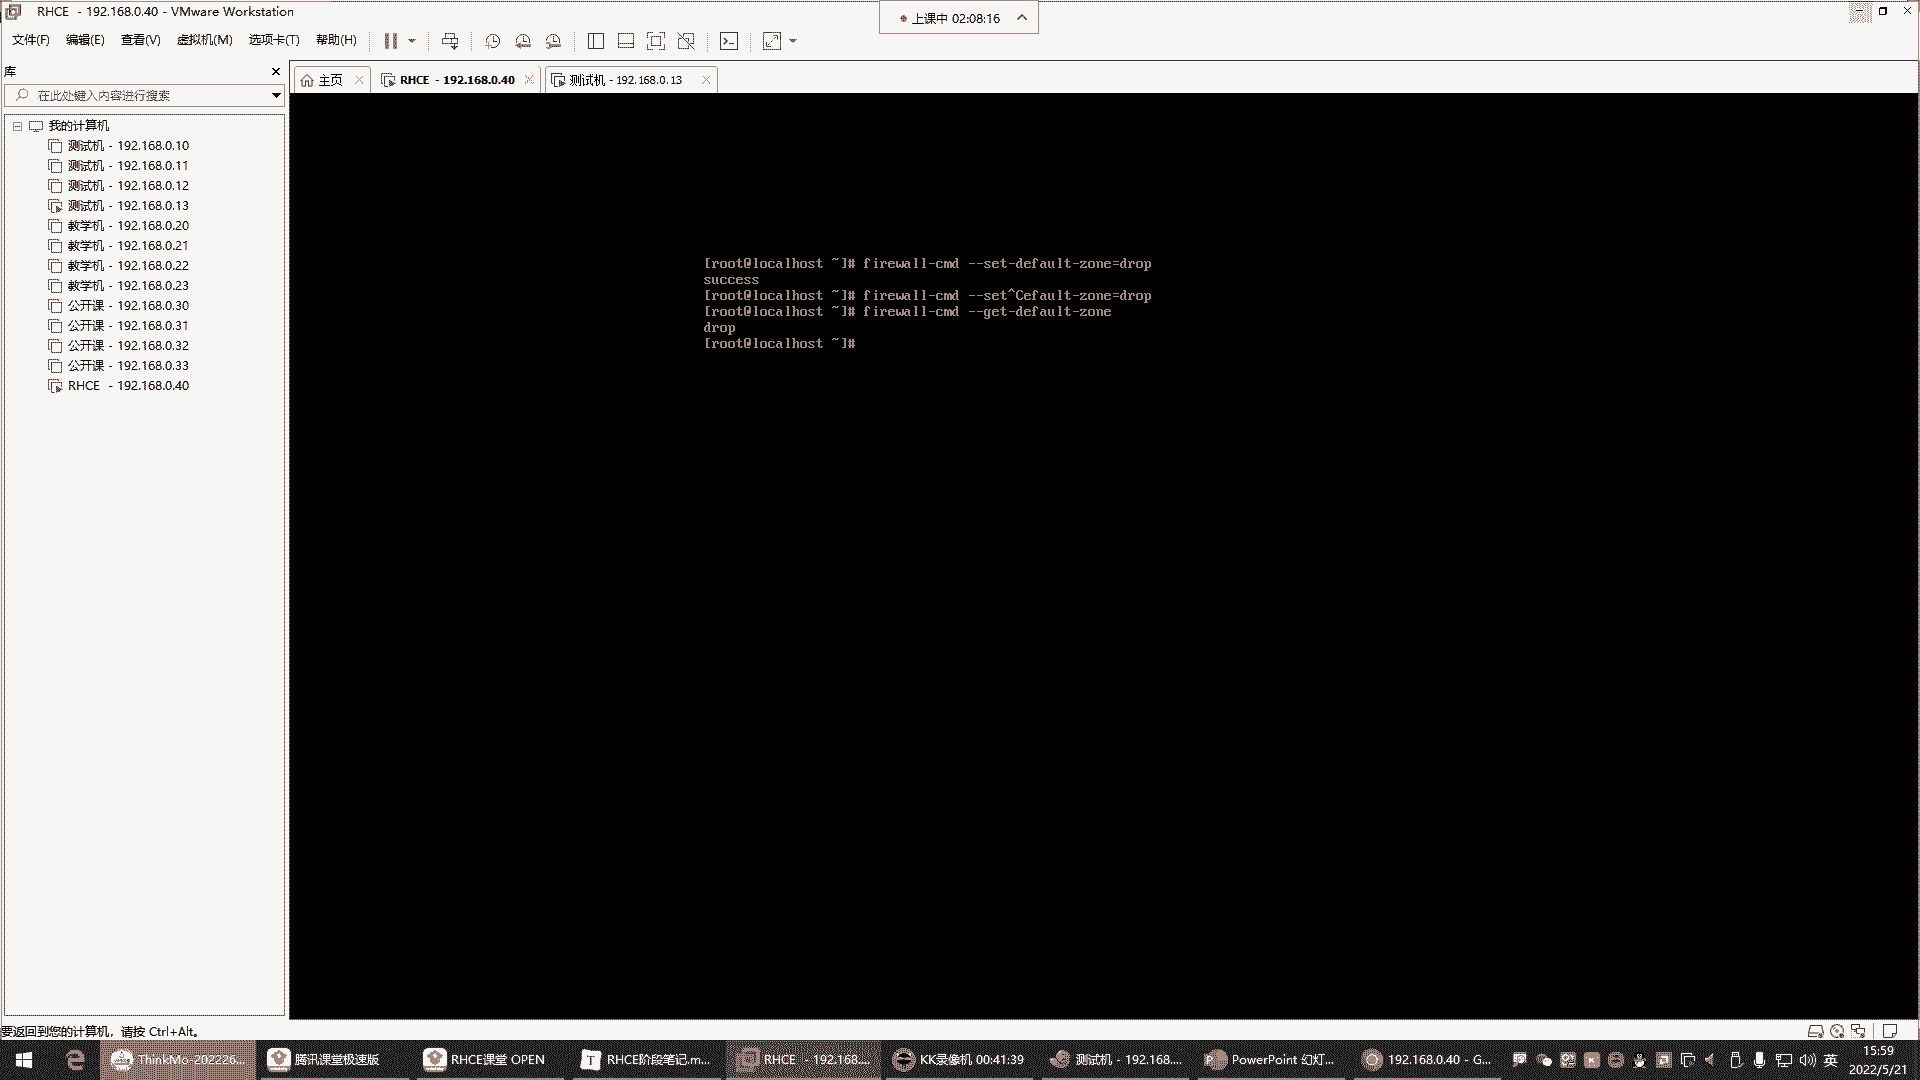 RHCE - 192.168.0.40 - VMware Workstation
上课中 02:08:16
文件(F) 编辑(E) 查看(V) 虚拟机(M) 选项卡(T) 帮助(H)
库
在此处键入内容进行搜索
主页
RHCE - 192.168.0.40
测试机 - 192.168.0.13
我的计算机
测试机 - 192.168.0.10
测试机 - 192.168.0.11
测试机 - 192.168.0.12
测试机 - 192.168.0.13
教学机 - 192.168.0.20
教学机 - 192.168.0.21
教学机 - 192.168.0.22
教学机 - 192.168.0.23
公开课 - 192.168.0.30
公开课 - 192.168.0.31
公开课 - 192.168.0.32
公开课 - 192.168.0.33
RHCE - 192.168.0.40
[root@localhost ~]# firewall-cmd --set-default-zone=drop
success
[root@localhost ~]# firewall-cmd --set^Cefault-zone=drop
[root@localhost ~]# firewall-cmd --get-default-zone
drop
[root@localhost ~]#
要返回到您的计算机，请按 Ctrl+Alt。
ThinkMo-202226...
腾讯课堂极速版
RHCE课堂 OPEN
RHCE阶段笔记.m...
RHCE - 192.168....
KK录像机 00:41:39
测试机 - 192.168....
PowerPoint 幻灯...
192.168.0.40 - G...
英
15:59
2022/5/21